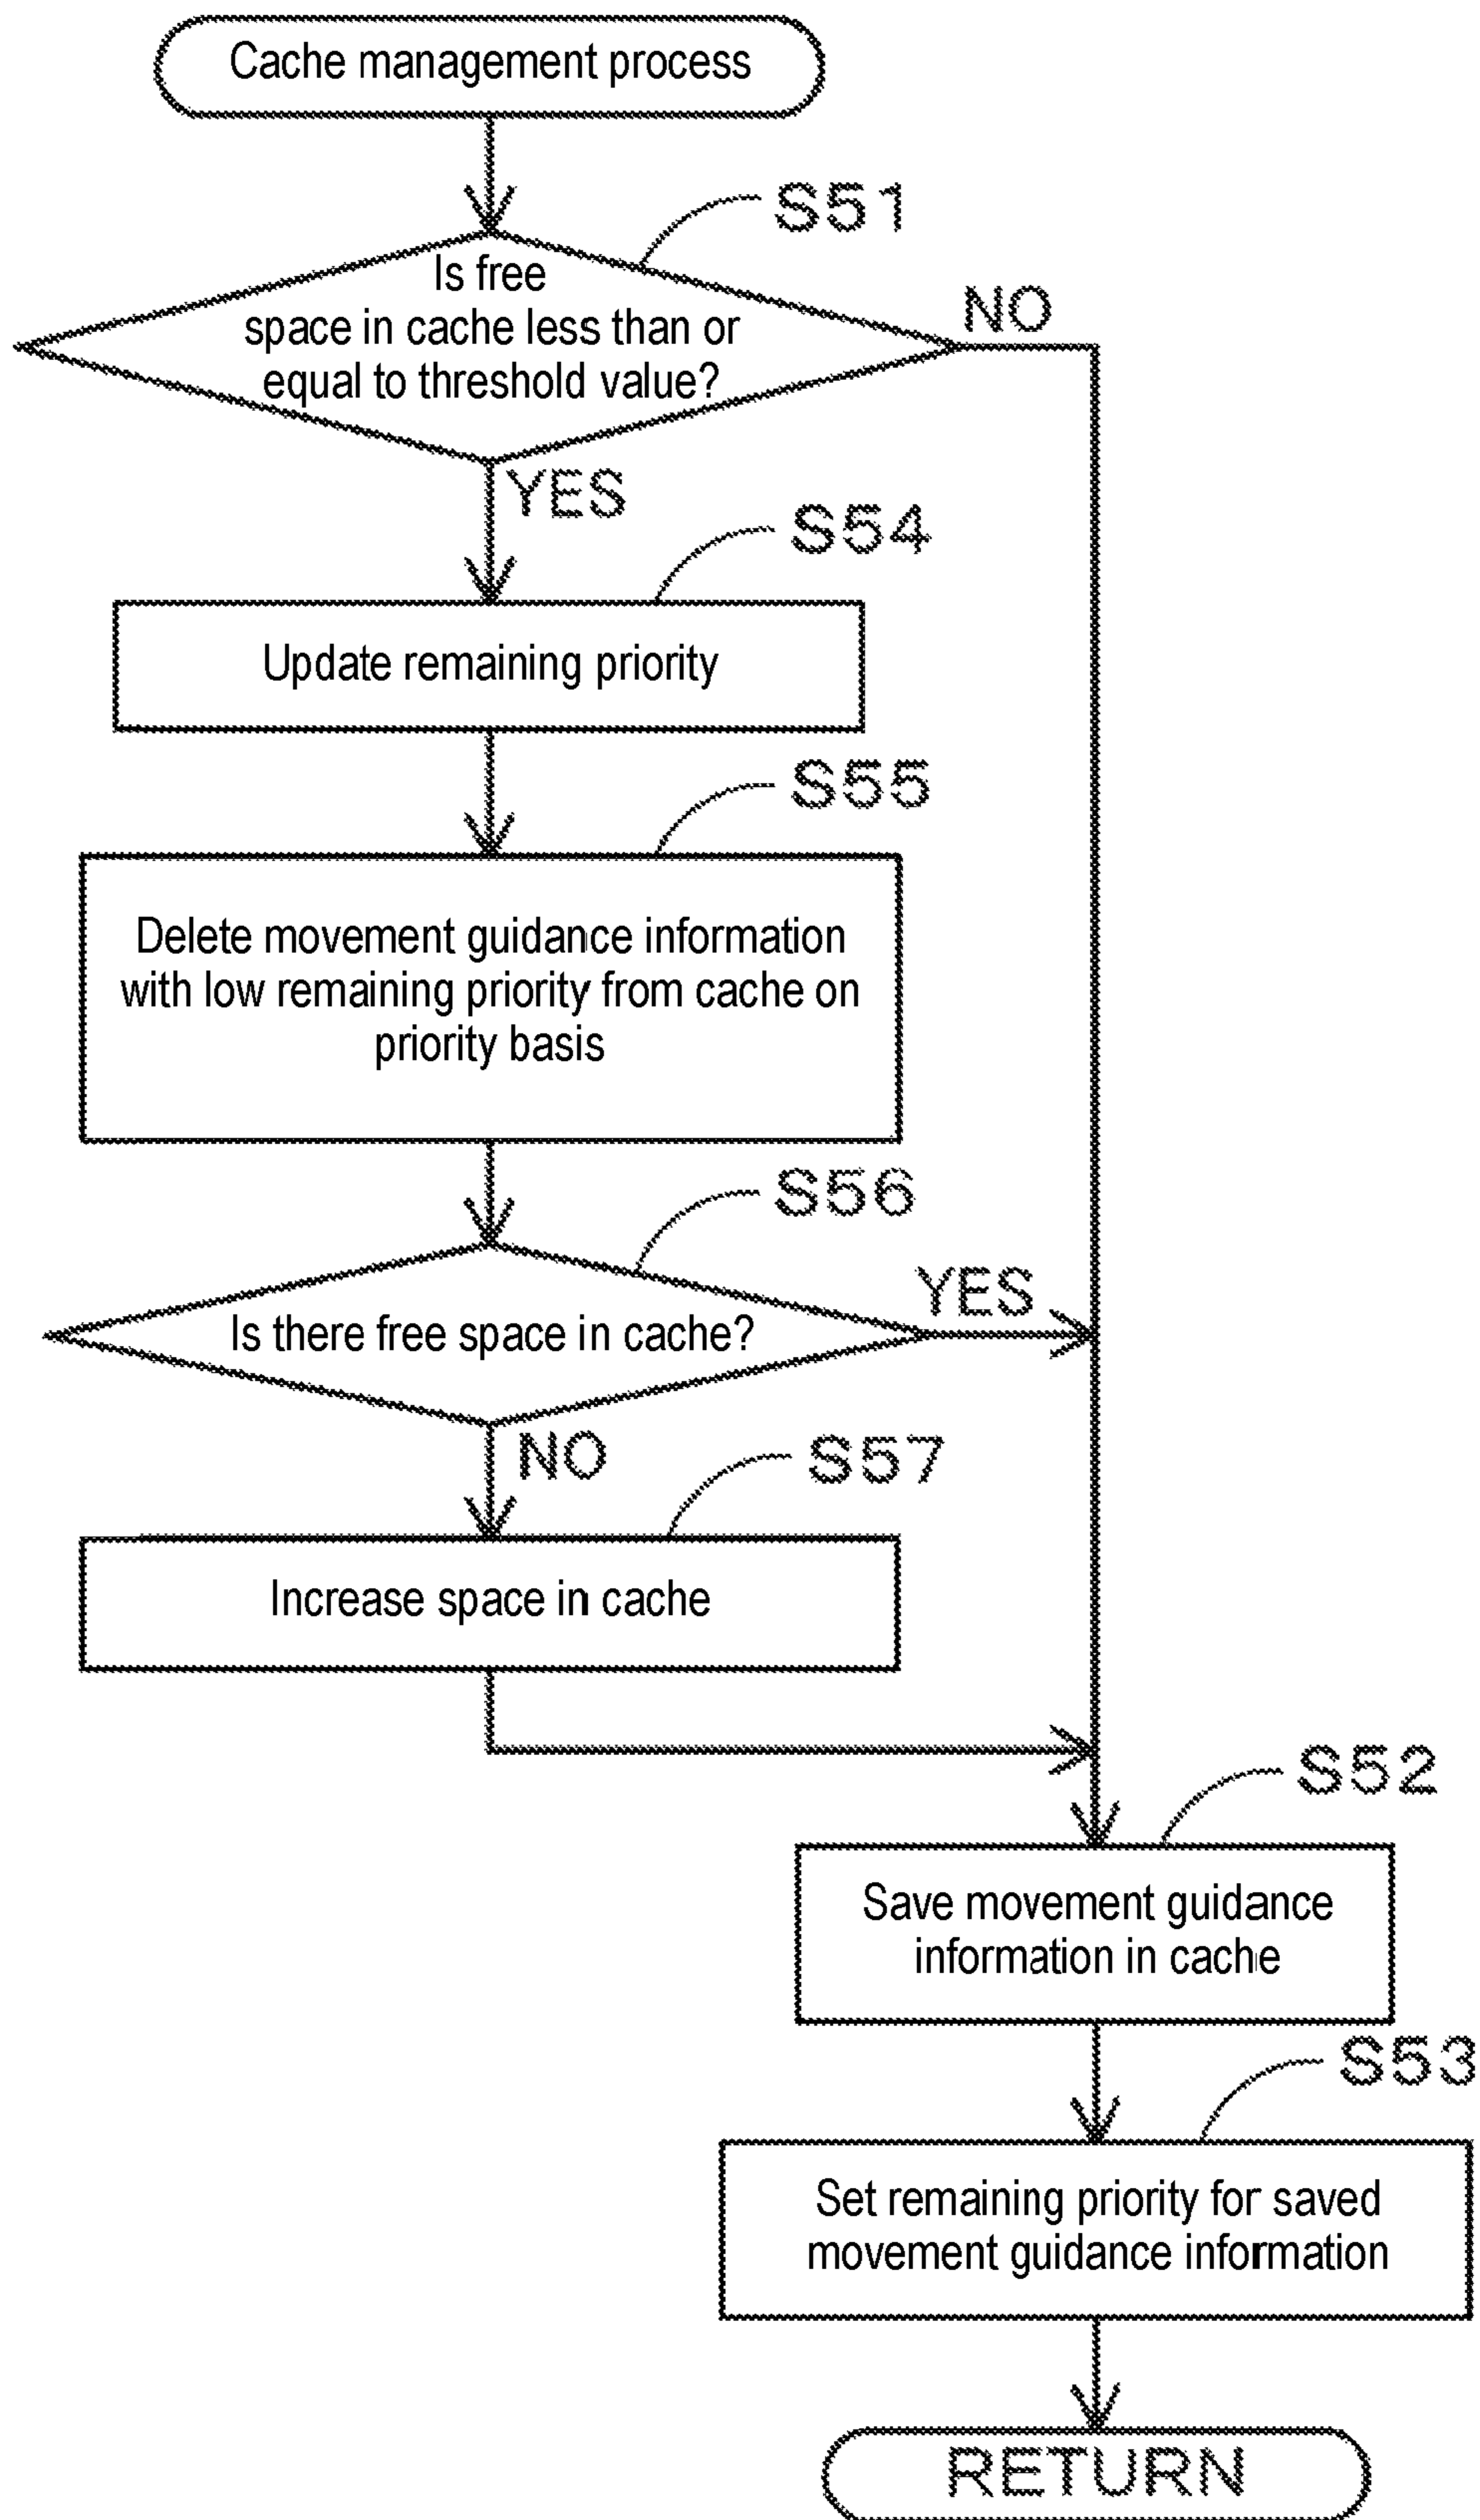 Cache management process
S51
Is free
space in cache less than or
equal to threshold value?
NO
YES
S54
Update remaining priority
S55
Delete movement guidance information
with low remaining priority from cache on
priority basis
S56
Is there free space in cache?
YES
NO
S57
Increase space in cache
S52
Save movement guidance
information in cache
S53
Set remaining priority for saved
movement guidance information
RETURN